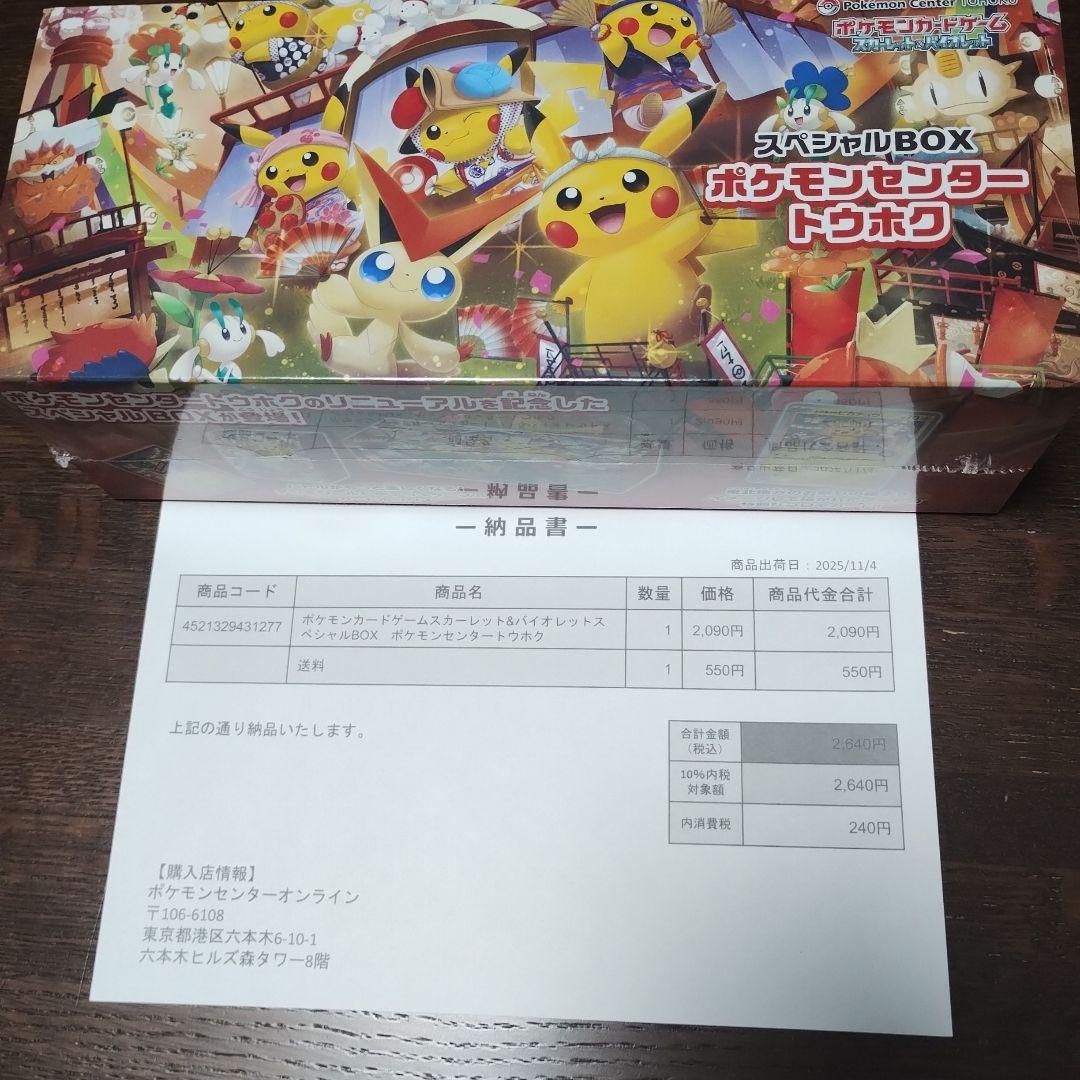 Pokémon Center TOHOKU
ポケモンカードゲーム
スカーレット&バイオレット
スペシャルBOX
ポケモンセンター
トウホク
ポケモンセンタートウホクのリニューアルを記念した
スペシャルBOXが登場!
ー 納 品 書 ー
商品出荷日:2025/11/4
商品コード 商品名 数量 価格 商品代金合計
4521329431277 ポケモンカードゲームスカーレット&バイオレットス 1 2,090円 2,090円
ペシャルBOX ポケモンセンタートウホク
送料 1 550円 550円
上記の通り納品いたします。
合計金額
(税込) 2,640円
10%内税
対象額 2,640円
内消費税 240円
【購入店情報】
ポケモンセンターオンライン
〒106-6108
東京都港区六本木6-10-1
六本木ヒルズ森タワー8階